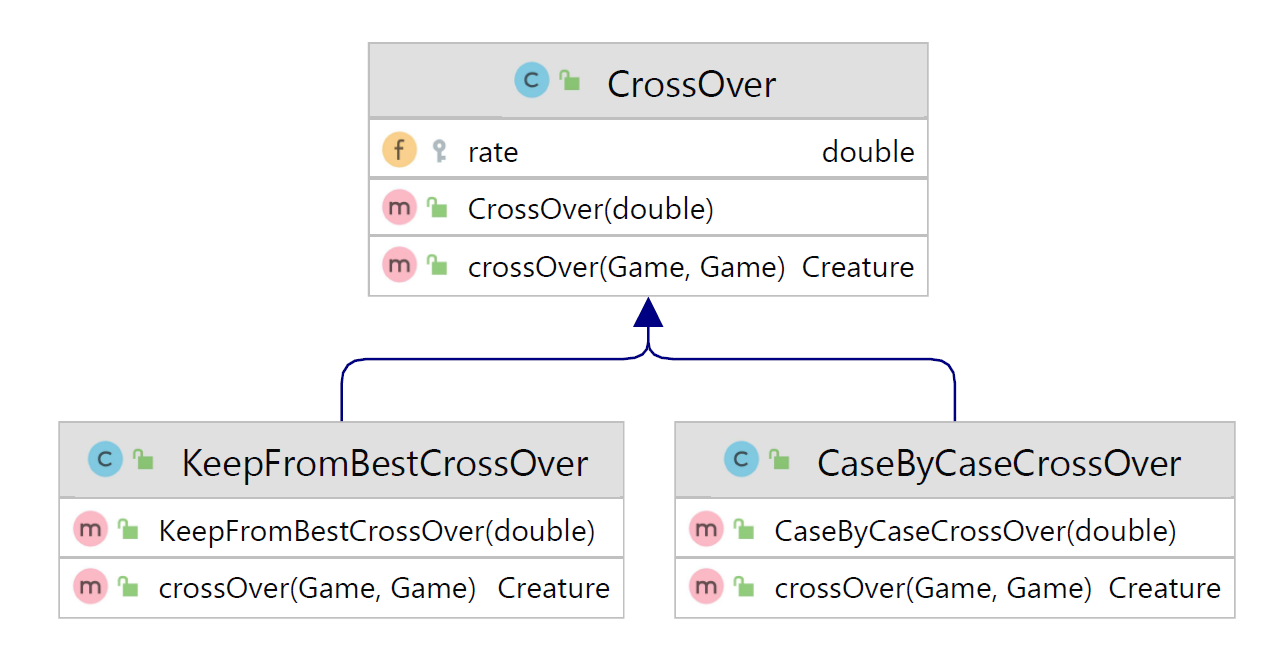 C CrossOver
f rate double
m CrossOver(double)
m crossOver(Game, Game) Creature
C KeepFromBestCrossOver
m KeepFromBestCrossOver(double)
m crossOver(Game, Game) Creature
C CaseByCaseCrossOver
m CaseByCaseCrossOver(double)
m crossOver(Game, Game) Creature